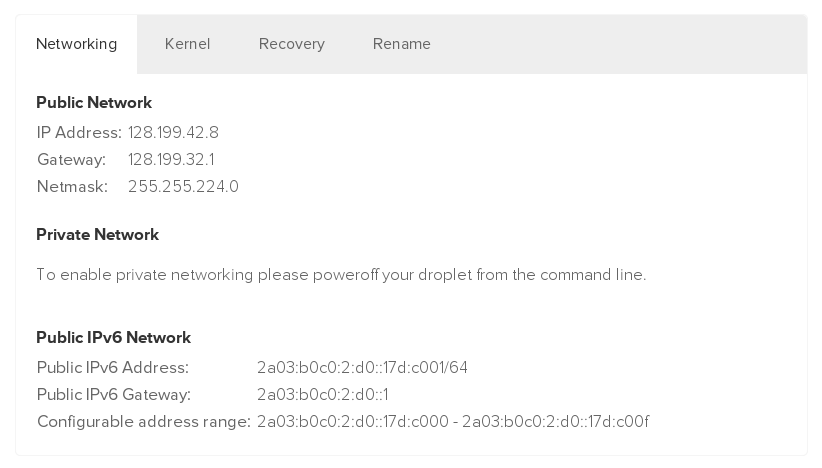 Networking Kernel Recovery Rename
Public Network
IP Address: 128.199.42.8
Gateway: 128.199.32.1
Netmask: 255.255.224.0
Private Network
To enable private networking please poweroff your droplet from the command line.
Public IPv6 Network
Public IPv6 Address: 2a03:b0c0:2:d0::17d:c001/64
Public IPv6 Gateway: 2a03:b0c0:2:d0::1
Configurable address range: 2a03:b0c0:2:d0::17d:c000 - 2a03:b0c0:2:d0::17d:c00f